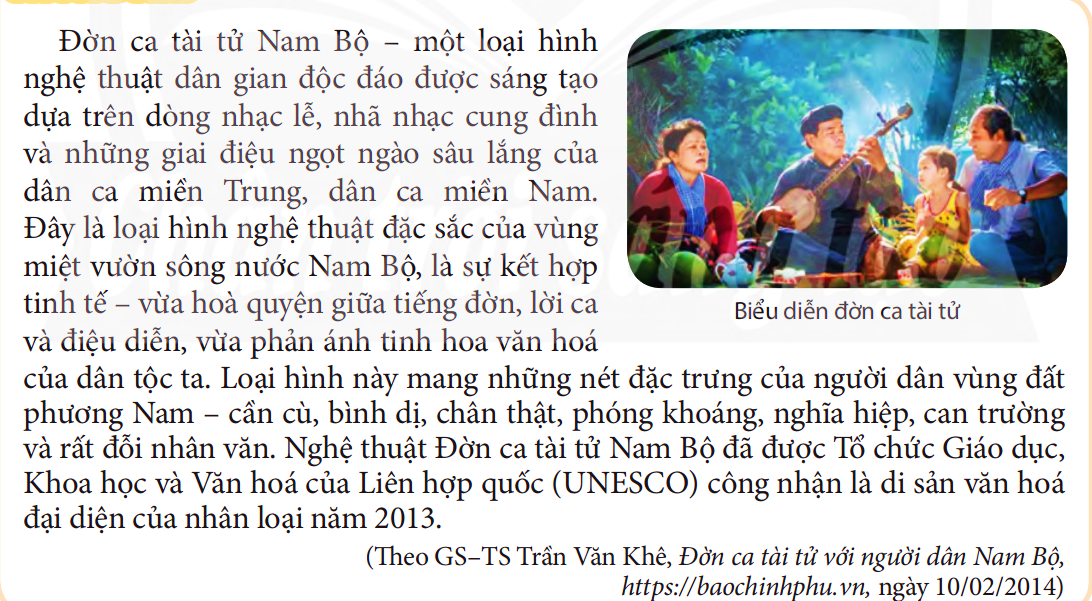 Đờn ca tài tử Nam Bộ – một loại hình
nghệ thuật dân gian độc đáo được sáng tạo
dựa trên dòng nhạc lễ, nhã nhạc cung đình
và những giai điệu ngọt ngào sâu lắng của
dân ca miền Trung, dân ca miền Nam.
Đây là loại hình nghệ thuật đặc sắc của vùng
miệt vườn sông nước Nam Bộ, là sự kết hợp
tinh tế – vừa hoà quyện giữa tiếng đờn, lời ca
và điệu diễn, vừa phản ánh tinh hoa văn hoá
của dân tộc ta. Loại hình này mang những nét đặc trưng của người dân vùng đất
phương Nam – cần cù, bình dị, chân thật, phóng khoáng, nghĩa hiệp, can trường
và rất đỗi nhân văn. Nghệ thuật Đờn ca tài tử Nam Bộ đã được Tổ chức Giáo dục,
Khoa học và Văn hoá của Liên hợp quốc (UNESCO) công nhận là di sản văn hoá
đại diện của nhân loại năm 2013.
(Theo GS–TS Trần Văn Khê, Đờn ca tài tử với người dân Nam Bộ,
https://baochinhphu.vn, ngày 10/02/2014)
Biểu diễn đờn ca tài tử